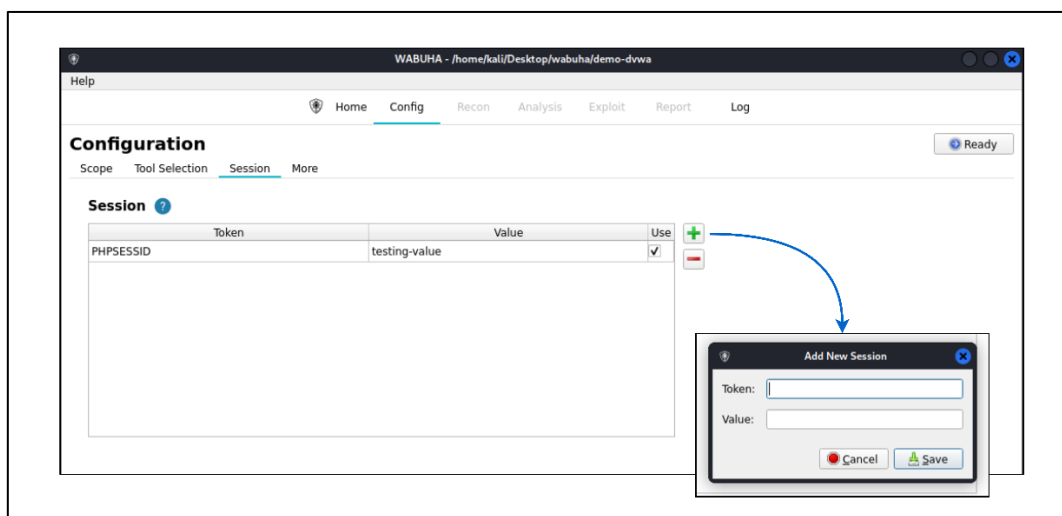 WABUHA - /home/kali/Desktop/wabuha/demo-dvwa
Help
Home Config Recon Analysis Exploit Report Log
Configuration
Ready
Scope Tool Selection Session More
Session ?
Token Value Use
PHPSESSID testing-value
Add New Session
Token:
Value:
Cancel Save